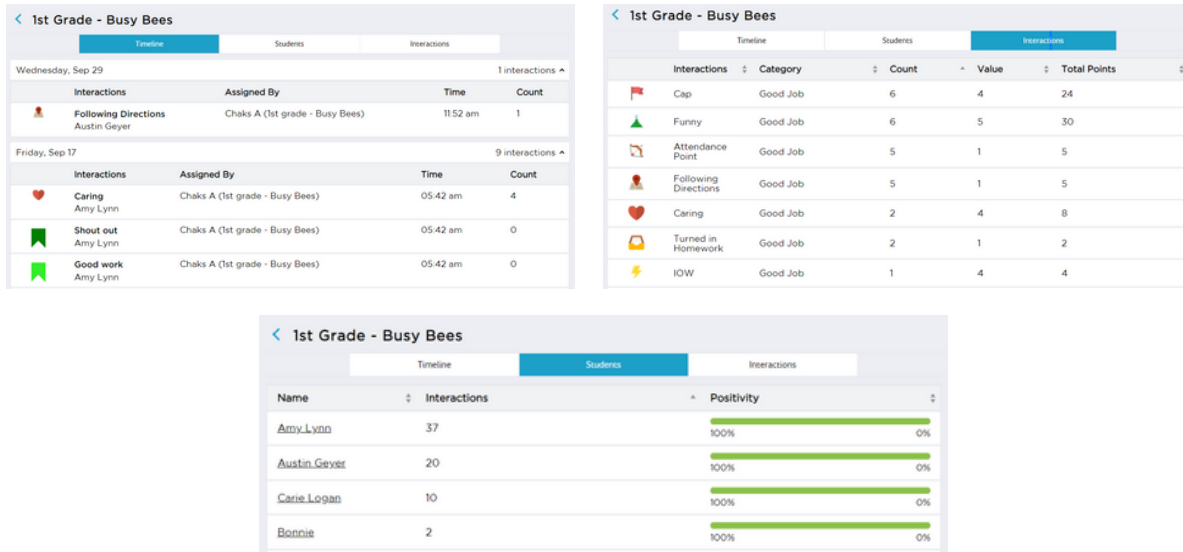 1st Grade - Busy Bees
Timeline Students Interactions
Wednesday, Sep 29 1 interactions
Interactions Assigned By Time Count
Following Directions Chaks A (1st grade - Busy Bees) 11:52 am 1
Austin Geyer
Friday, Sep 17 9 interactions
Interactions Assigned By Time Count
Caring Chaks A (1st grade - Busy Bees) 05:42 am 4
Amy Lynn
Shout out Chaks A (1st grade - Busy Bees) 05:42 am 0
Amy Lynn
Good work Chaks A (1st grade - Busy Bees) 05:42 am 0
Amy Lynn
1st Grade - Busy Bees
Timeline Students Interactions
Interactions Category Count Value Total Points
Cap Good Job 6 4 24
Funny Good Job 6 5 30
Attendance
Point Good Job 5 1 5
Following
Directions Good Job 5 1 5
Caring Good Job 2 4 8
Turned in
Homework Good Job 2 1 2
IOW Good Job 1 4 4
1st Grade - Busy Bees
Timeline Students Interactions
Name Interactions Positivity
Amy Lynn 37
100% 0%
Austin Geyer 20
100% 0%
Carie Logan 10
100% 0%
Bonnie 2
100% 0%